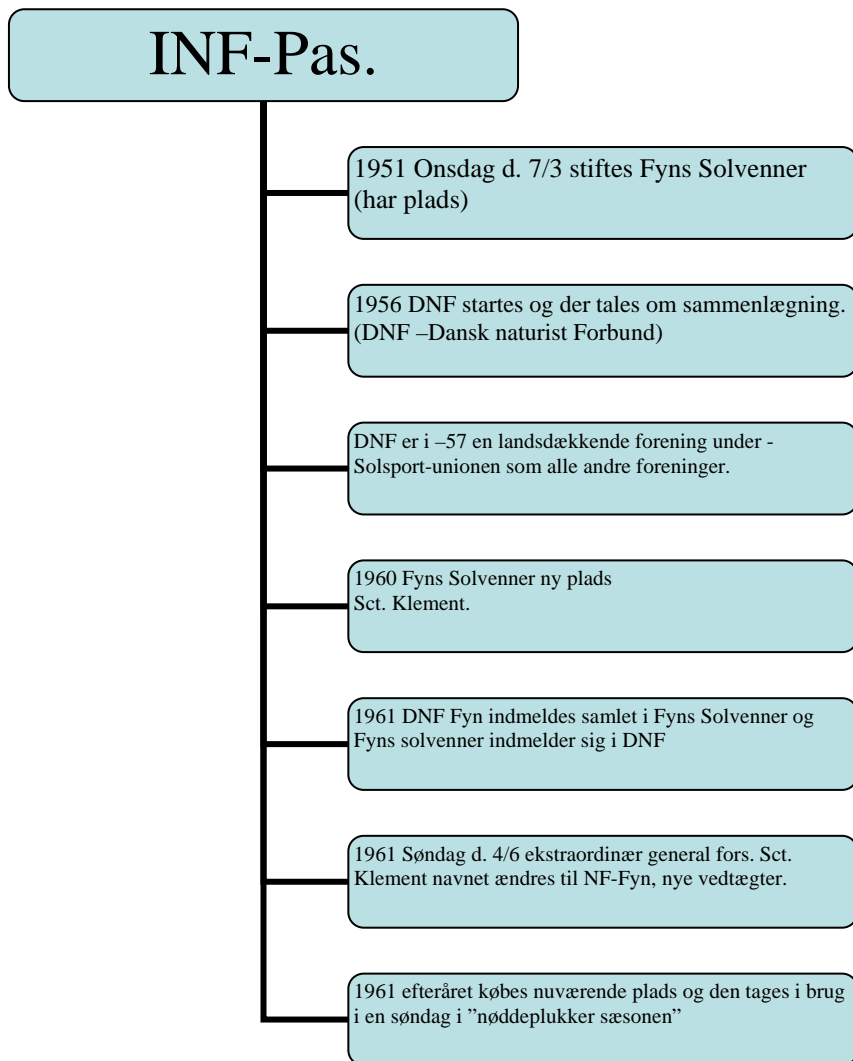 INF-Pas.
1951 Onsdag d. 7/3 stiftes Fyns Solvenner
(har plads)
1956 DNF startes og der tales om sammenlægning.
(DNF –Dansk naturist Forbund)
DNF er i –57 en landsdækkende forening under -
Solsport-unionen som alle andre foreninger.
1960 Fyns Solvenner ny plads
Sct. Klement.
1961 DNF Fyn indmeldes samlet i Fyns Solvenner og
Fyns solvenner indmelder sig i DNF
1961 Søndag d. 4/6 ekstraordinær general fors. Sct.
Klement navnet ændres til NF-Fyn, nye vedtægter.
1961 efteråret købes nuværende plads og den tages i brug
i en søndag i ”nøddeplukker sæsonen”